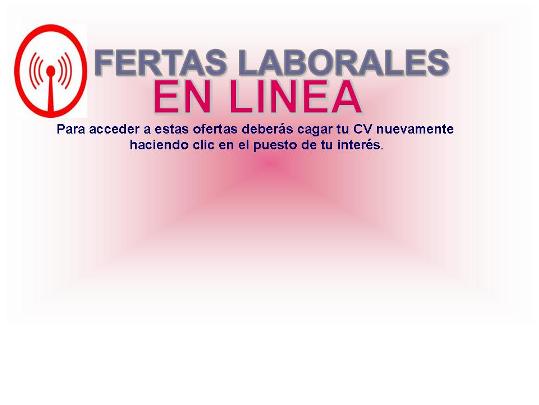 FERTAS LABORALES
EN LINEA
Para acceder a estas ofertas deberás cagar tu CV nuevamente
haciendo clic en el puesto de tu interés.